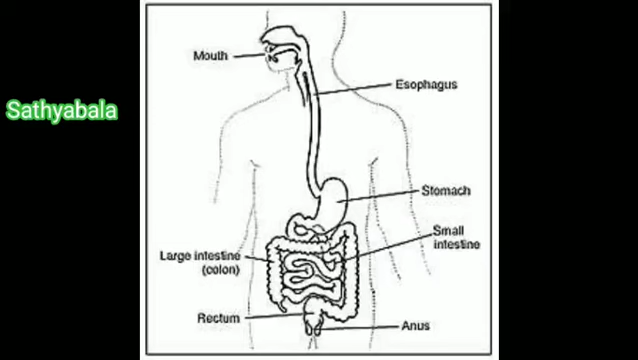 Mouth
Esophagus
Sathyabala
Stomach
Small
intestine
Large intestine
(colon)
Rectum
Anus